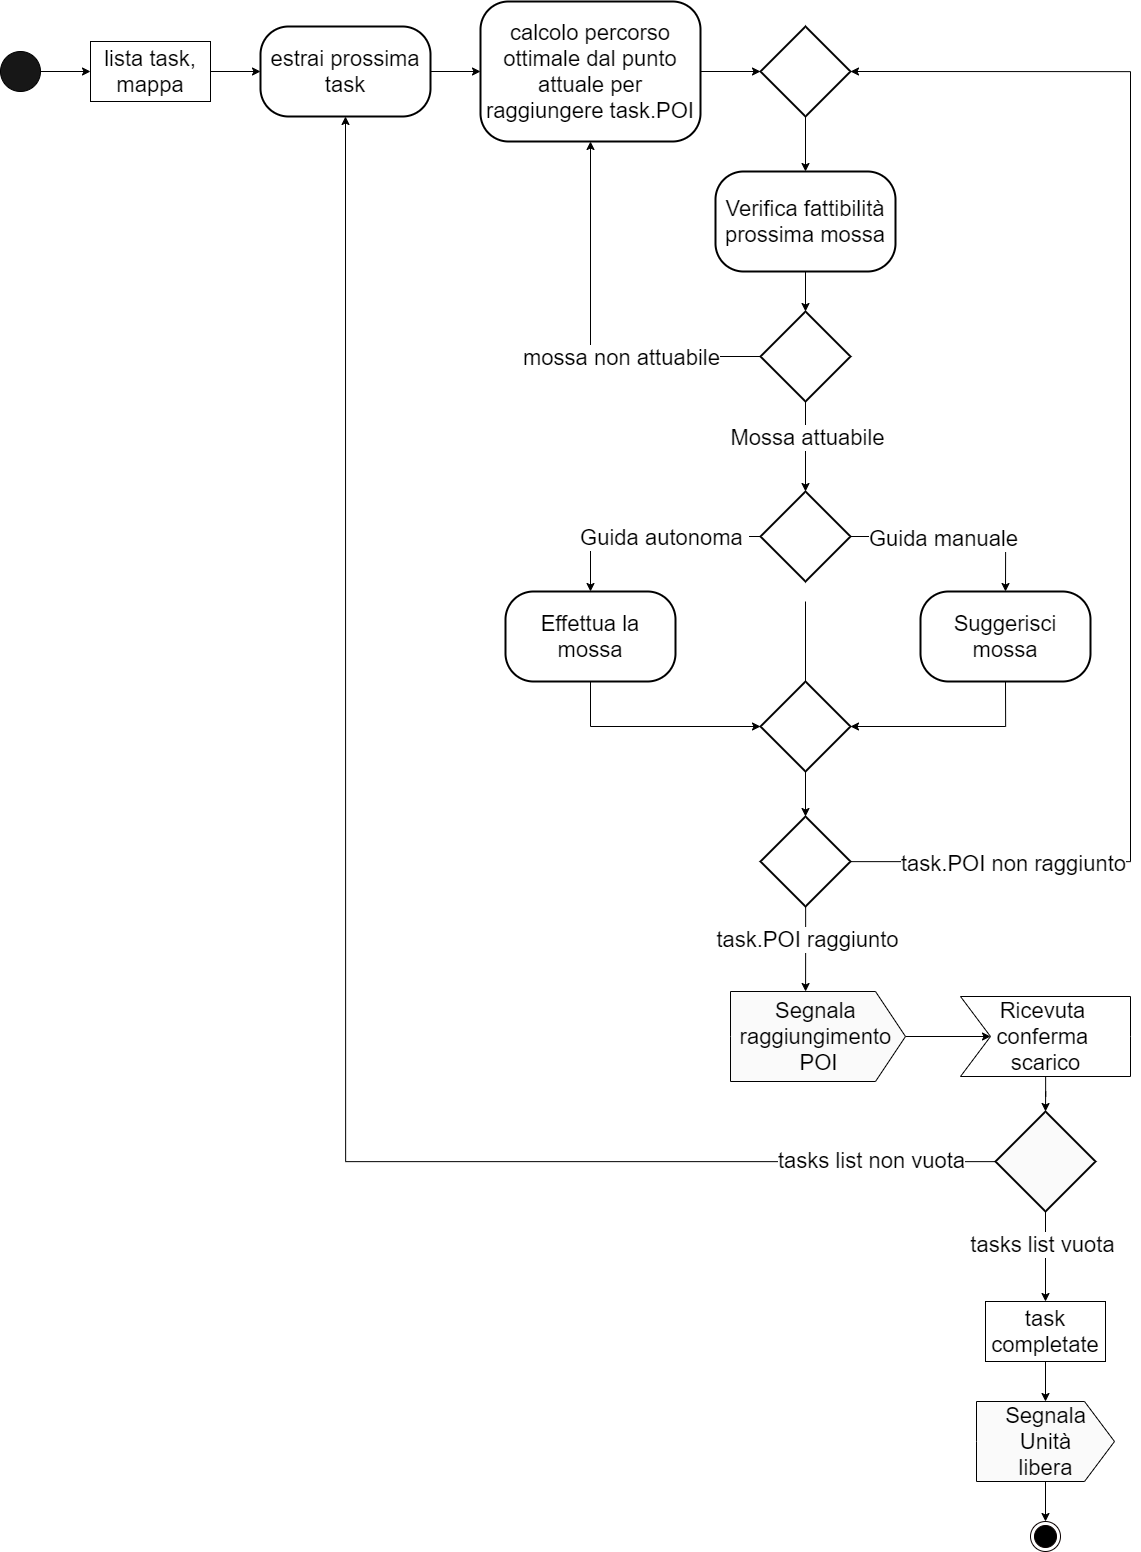 lista task,
mappa
estrai prossima
task
calcolo percorso
ottimale dal punto
attuale per
raggiungere task.POI
Verifica fattibilità
prossima mossa
mossa non attuabile
Mossa attuabile
Guida autonoma
Guida manuale
Effettua la
mossa
Suggerisci
mossa
task.POI non raggiunto
task.POI raggiunto
Segnala
raggiungimento
POI
Ricevuta
conferma
scarico
tasks list non vuota
tasks list vuota
task
completate
Segnala
Unità
libera